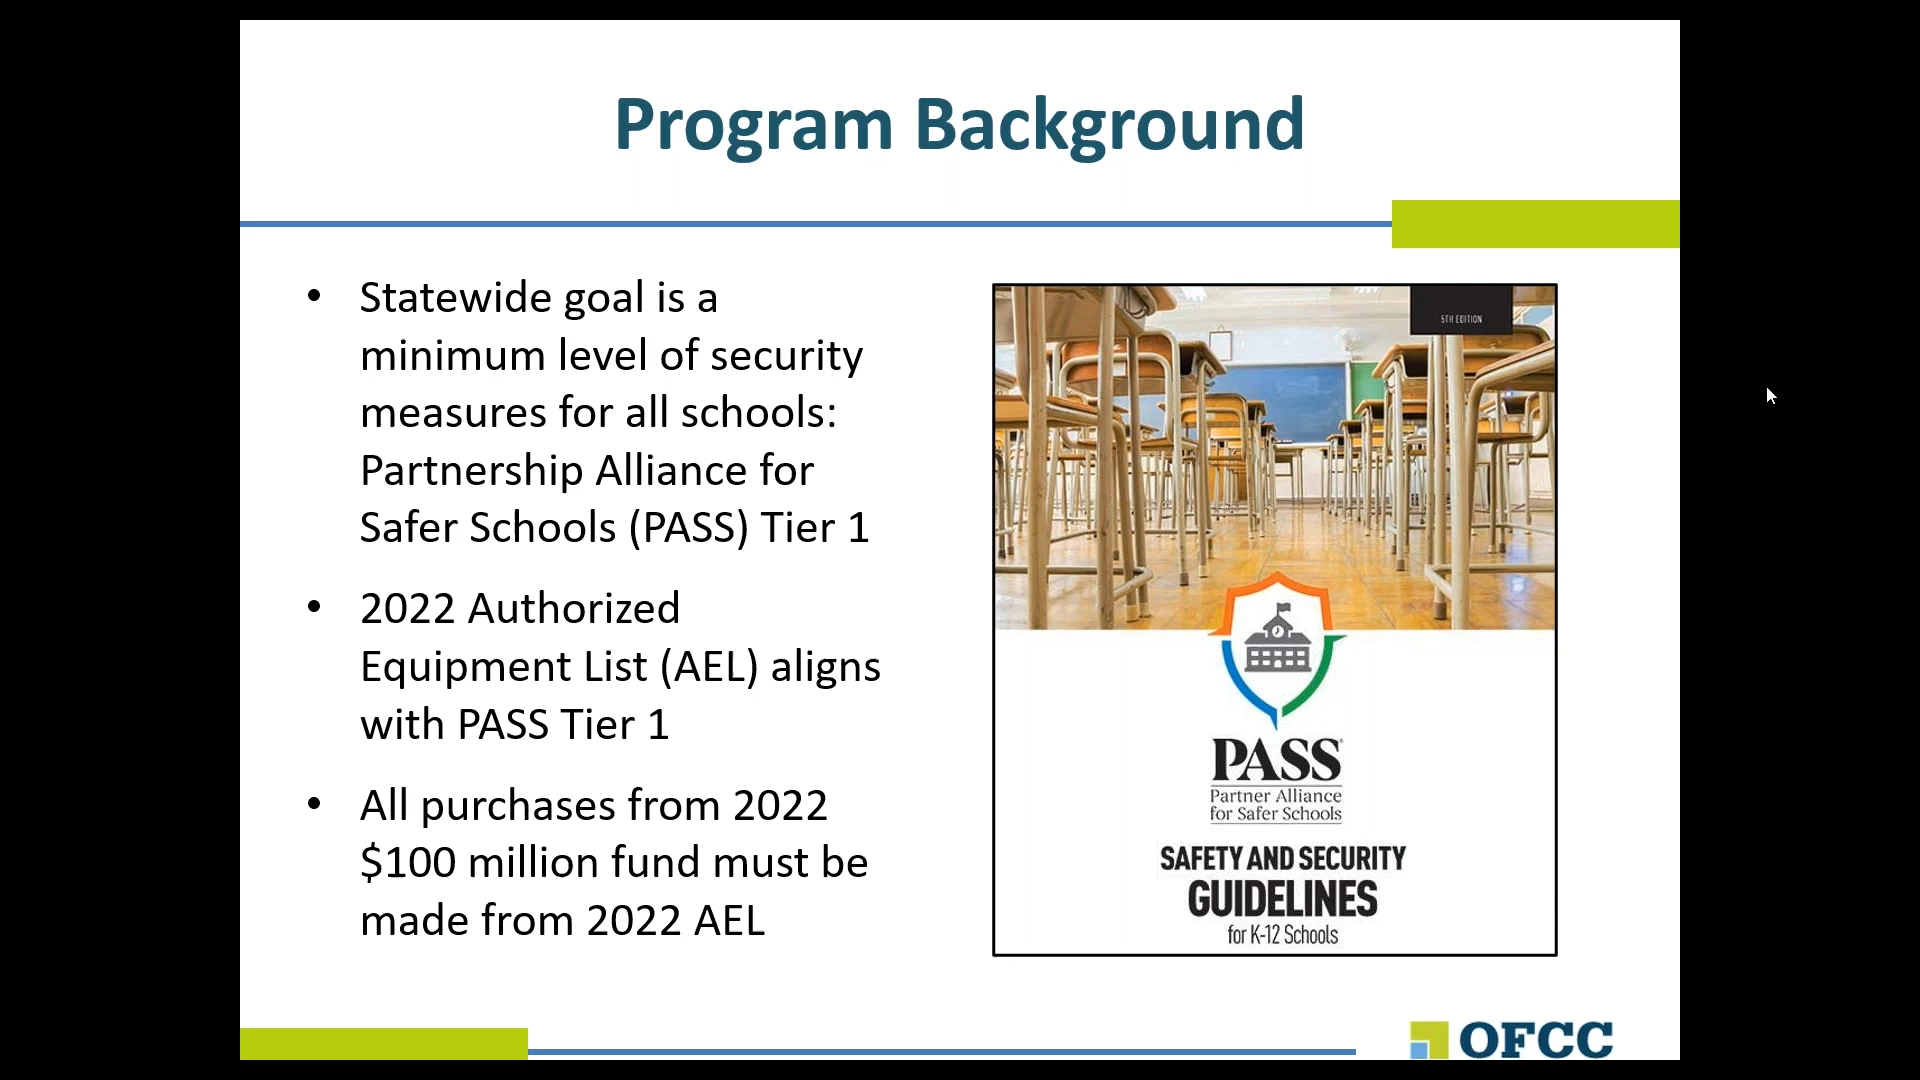 Program Background
• Statewide goal is a
minimum level of security
measures for all schools:
Partnership Alliance for
Safer Schools (PASS) Tier 1
• 2022 Authorized
Equipment List (AEL) aligns
with PASS Tier 1
• All purchases from 2022
$100 million fund must be
made from 2022 AEL
5TH EDITION
PASS
Partner Alliance
for Safer Schools
SAFETY AND SECURITY
GUIDELINES
for K-12 Schools
OFCC